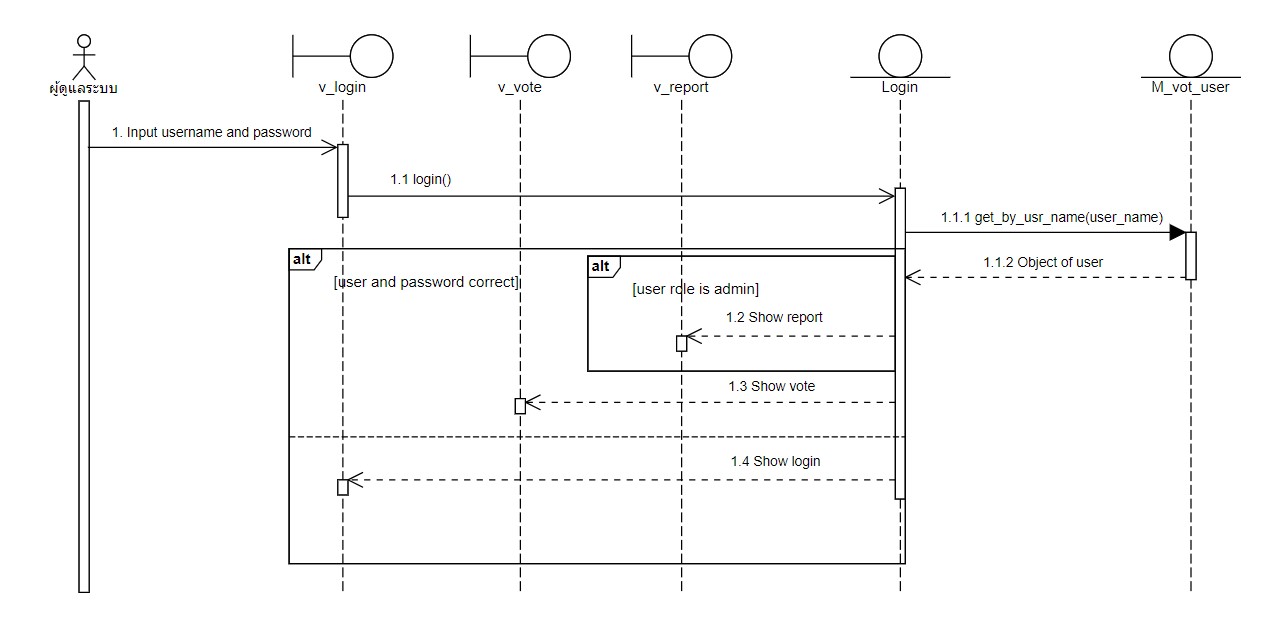 ผู้ดูแลระบบ
v_login
v_vote
v_report
Login
M_vot_user
1. Input username and password
1.1 login()
1.1.1 get_by_usr_name(user_name)
alt
[user and password correct]
alt
[user role is admin]
1.1.2 Object of user
1.2 Show report
1.3 Show vote
1.4 Show login